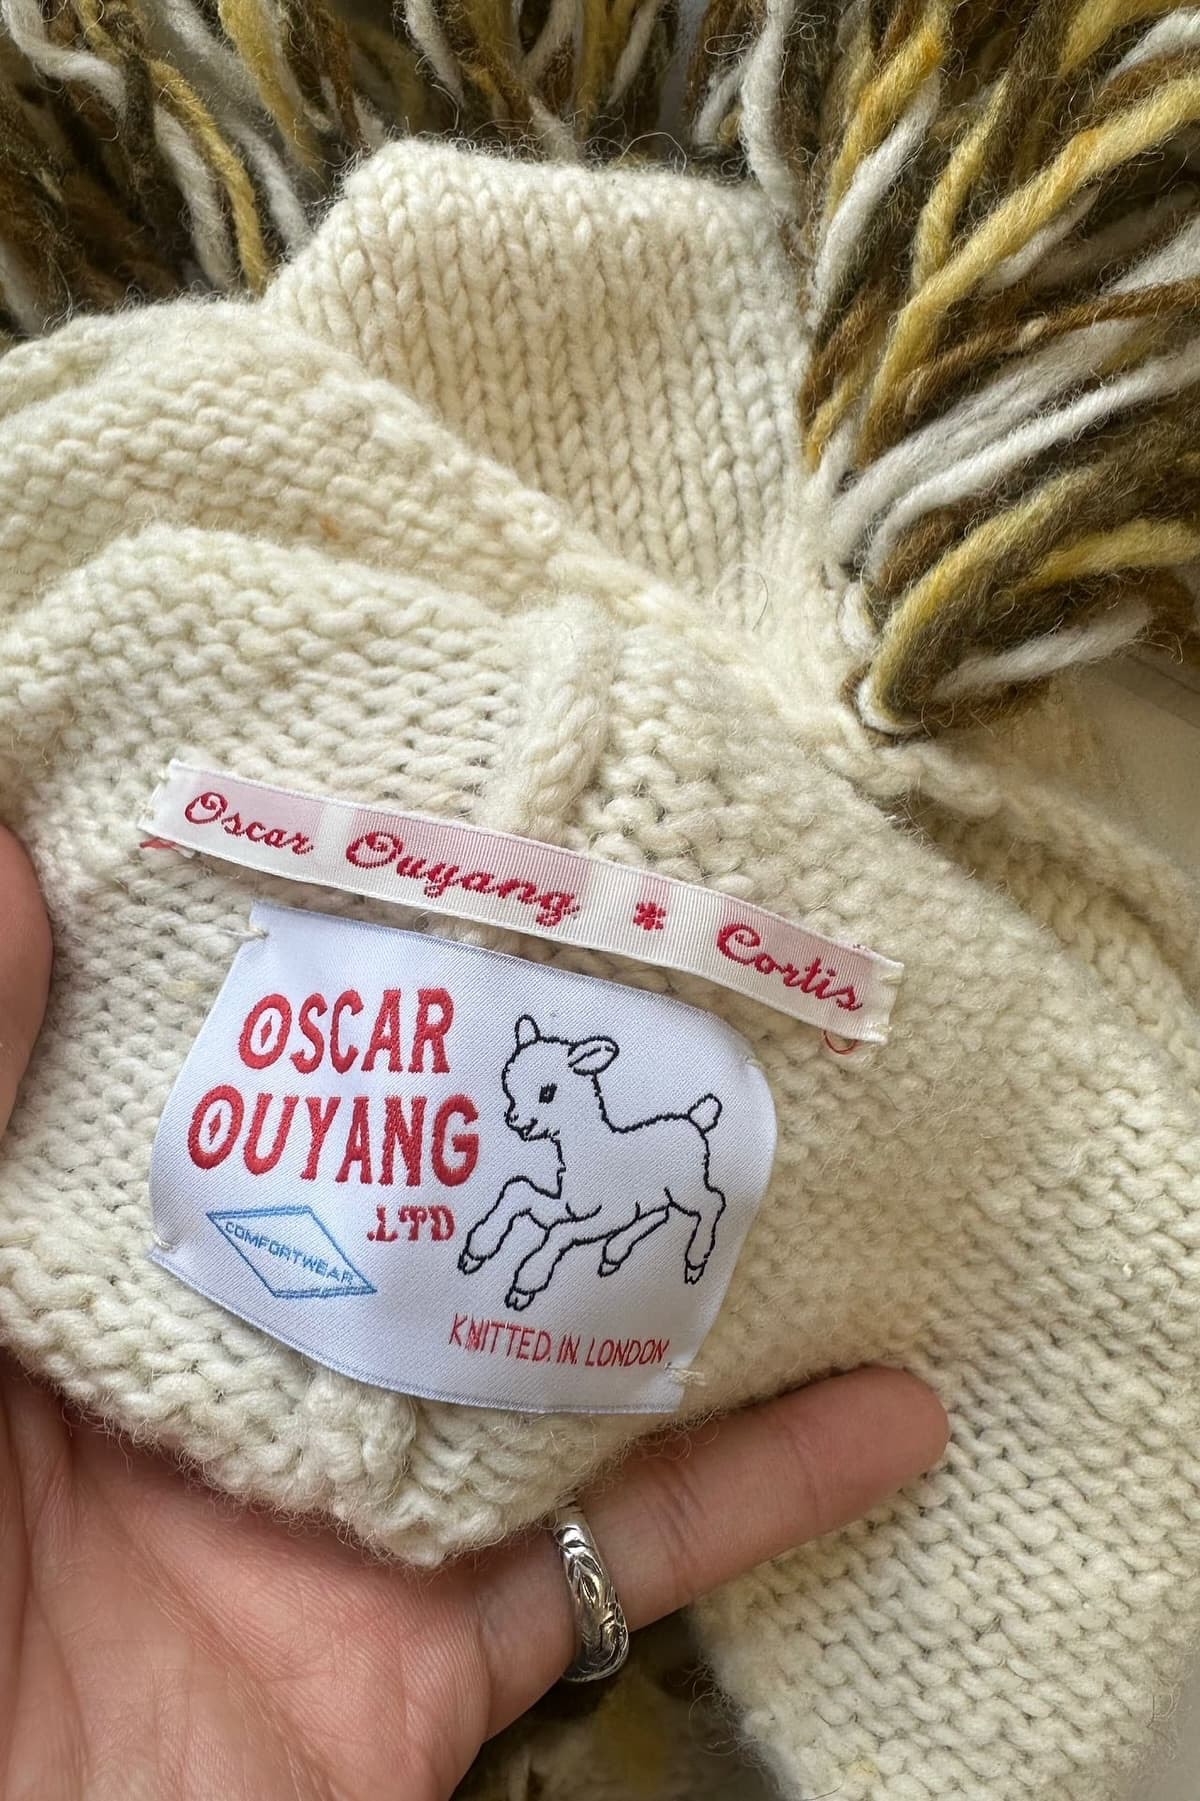 Oscar Ouyang * Cortis
OSCAR
OUYANG
.LTD
COMFORTWEAR
KNITTED.IN.LONDON